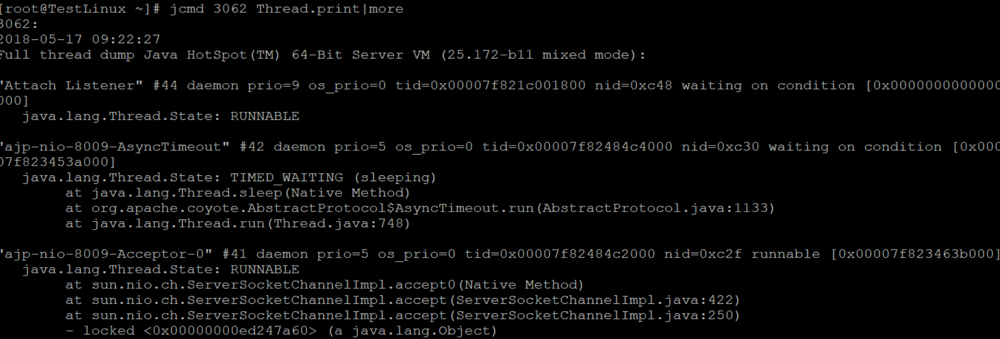 [root@TestLinux ~]# jcmd 3062 Thread.print|more
3062:
2018-05-17 09:22:27
Full thread dump Java HotSpot(TM) 64-Bit Server VM (25.172-b11 mixed mode):
"Attach Listener" #44 daemon prio=9 os_prio=0 tid=0x00007f821c001800 nid=0xc48 waiting on condition [0x0000000000000
000]
java.lang.Thread.State: RUNNABLE
"ajp-nio-8009-AsyncTimeout" #42 daemon prio=5 os_prio=0 tid=0x00007f82484c4000 nid=0xc30 waiting on condition [0x000
07f823453a000]
java.lang.Thread.State: TIMED_WAITING (sleeping)
at java.lang.Thread.sleep(Native Method)
at org.apache.coyote.AbstractProtocol$AsyncTimeout.run(AbstractProtocol.java:1133)
at java.lang.Thread.run(Thread.java:748)
"ajp-nio-8009-Acceptor-0" #41 daemon prio=5 os_prio=0 tid=0x00007f82484c2000 nid=0xc2f runnable [0x00007f823463b000]
java.lang.Thread.State: RUNNABLE
at sun.nio.ch.ServerSocketChannelImpl.accept0(Native Method)
at sun.nio.ch.ServerSocketChannelImpl.accept(ServerSocketChannelImpl.java:422)
at sun.nio.ch.ServerSocketChannelImpl.accept(ServerSocketChannelImpl.java:250)
- locked <0x00000000ed247a60> (a java.lang.Object)